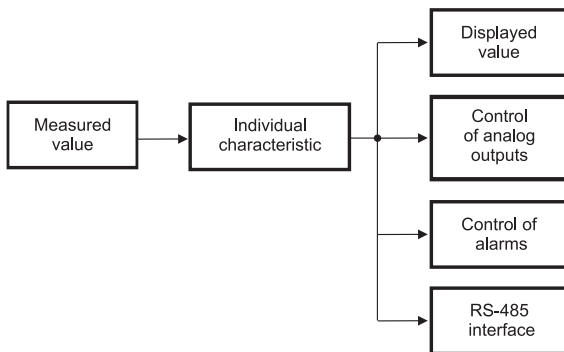 Measured
value
Individual
characteristic
Displayed
value
Control
of analog
outputs
Control of
alarms
RS-485
interface